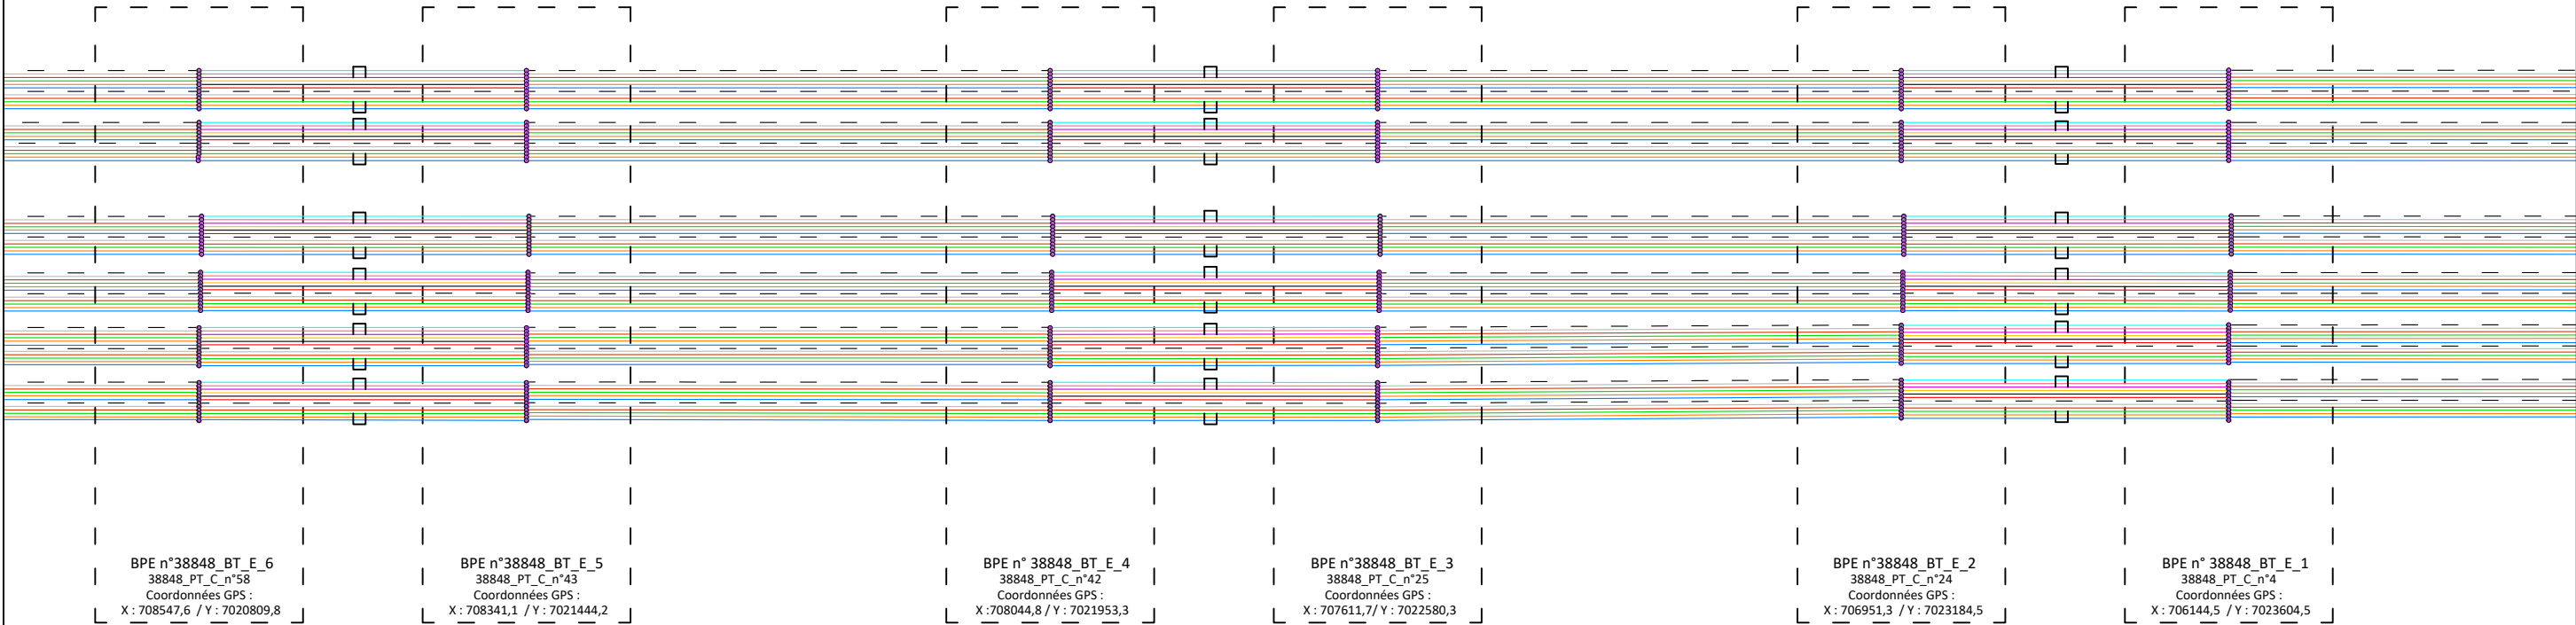 BPE n°38848_BT_E_6
38848_PT_C_n°58
Coordonnées GPS :
X : 708547,6 / Y : 7020809,8
BPE n°38848_BT_E_5
38848_PT_C_n°43
Coordonnées GPS :
X : 708341,1 / Y : 7021444,2
BPE n° 38848_BT_E_4
38848_PT_C_n°42
Coordonnées GPS :
X :708044,8 / Y : 7021953,3
BPE n°38848_BT_E_3
38848_PT_C_n°25
Coordonnées GPS :
X : 707611,7/ Y : 7022580,3
BPE n°38848_BT_E_2
38848_PT_C_n°24
Coordonnées GPS :
X : 706951,3 / Y : 7023184,5
BPE n° 38848_BT_E_1
38848_PT_C_n°4
Coordonnées GPS :
X : 706144,5 / Y : 7023604,5